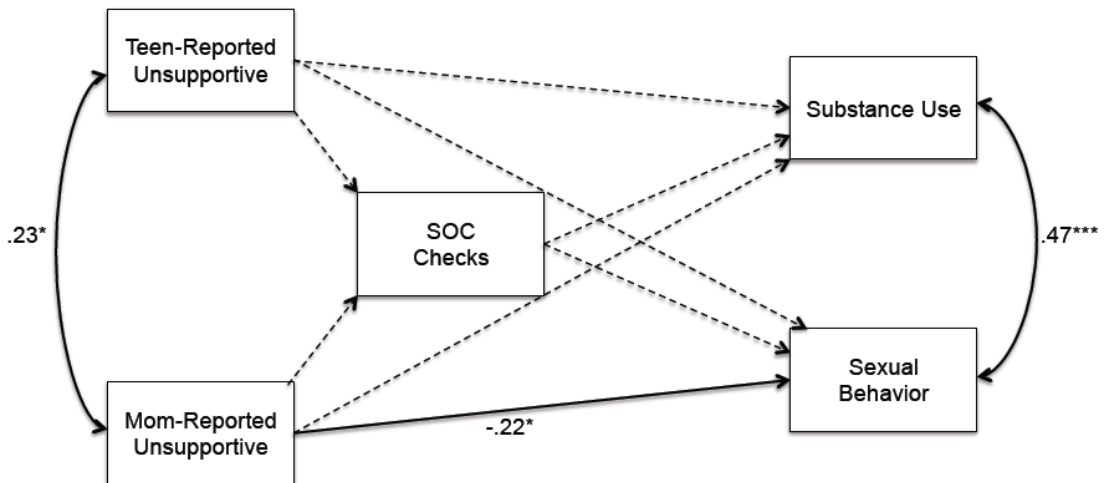 Teen-Reported
Unsupportive
Substance Use
.23*
SOC
Checks
.47***
Sexual
Behavior
Mom-Reported
Unsupportive
-.22*